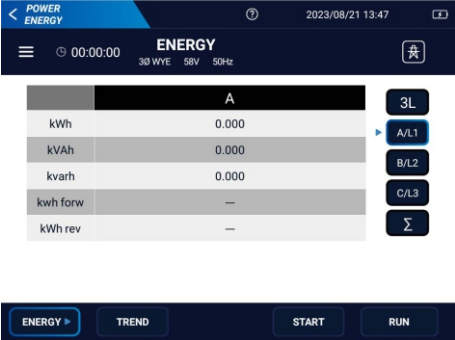 POWER
ENERGY
2023/08/21 13:47
00:00:00
ENERGY
3Ø WYE 58V 50Hz
A
kWh 0.000
kVAh 0.000
kvarh 0.000
kwh forw —
kWh rev —
3L
A/L1
B/L2
C/L3
Σ
ENERGY
TREND
START
RUN